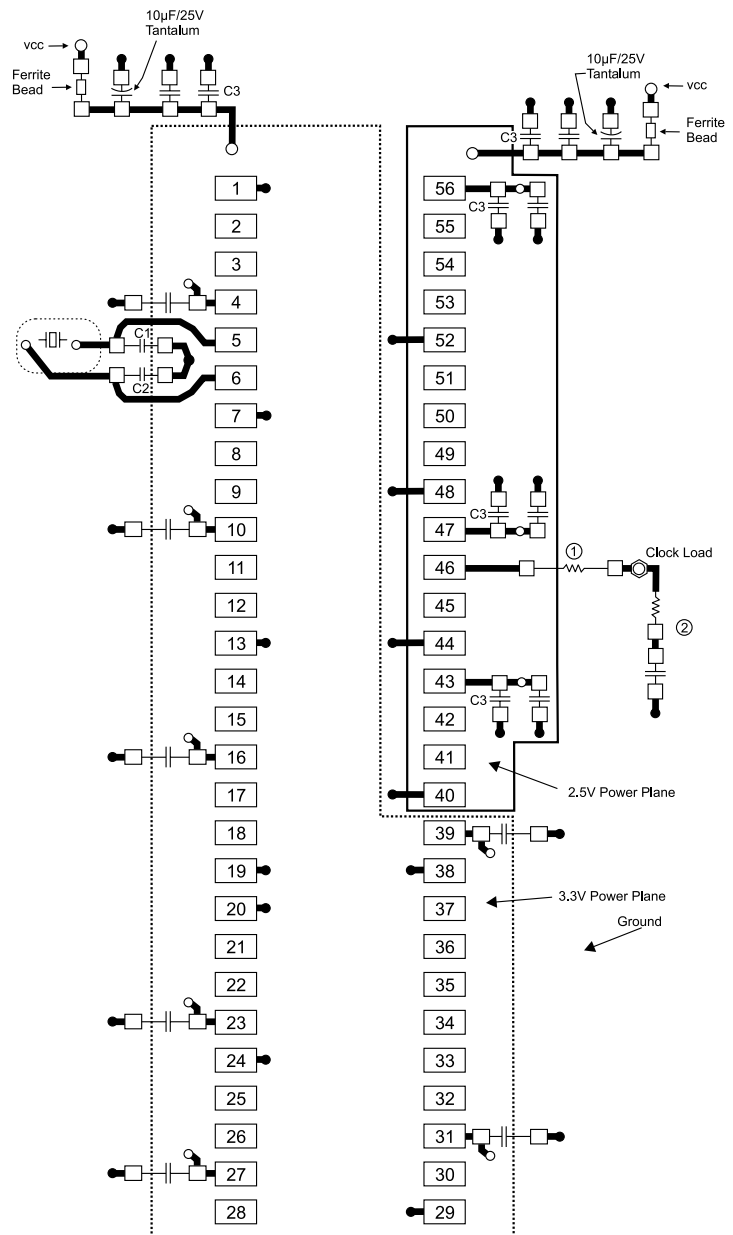 10µF/25V
Tantalum
vcc
Ferrite
Bead
C3
10µF/25V
Tantalum
vcc
C3
Ferrite
Bead
1
56
C3
2
55
3
54
4
53
5
C1
52
6
C2
51
7
50
8
49
9
48
C3
10
47
11
46
1
Clock Load
12
45
2
13
44
14
43
C3
15
42
16
41
17
40
2.5V Power Plane
18
39
19
38
20
37
3.3V Power Plane
Ground
21
36
22
35
23
34
24
33
25
32
26
31
27
30
28
29